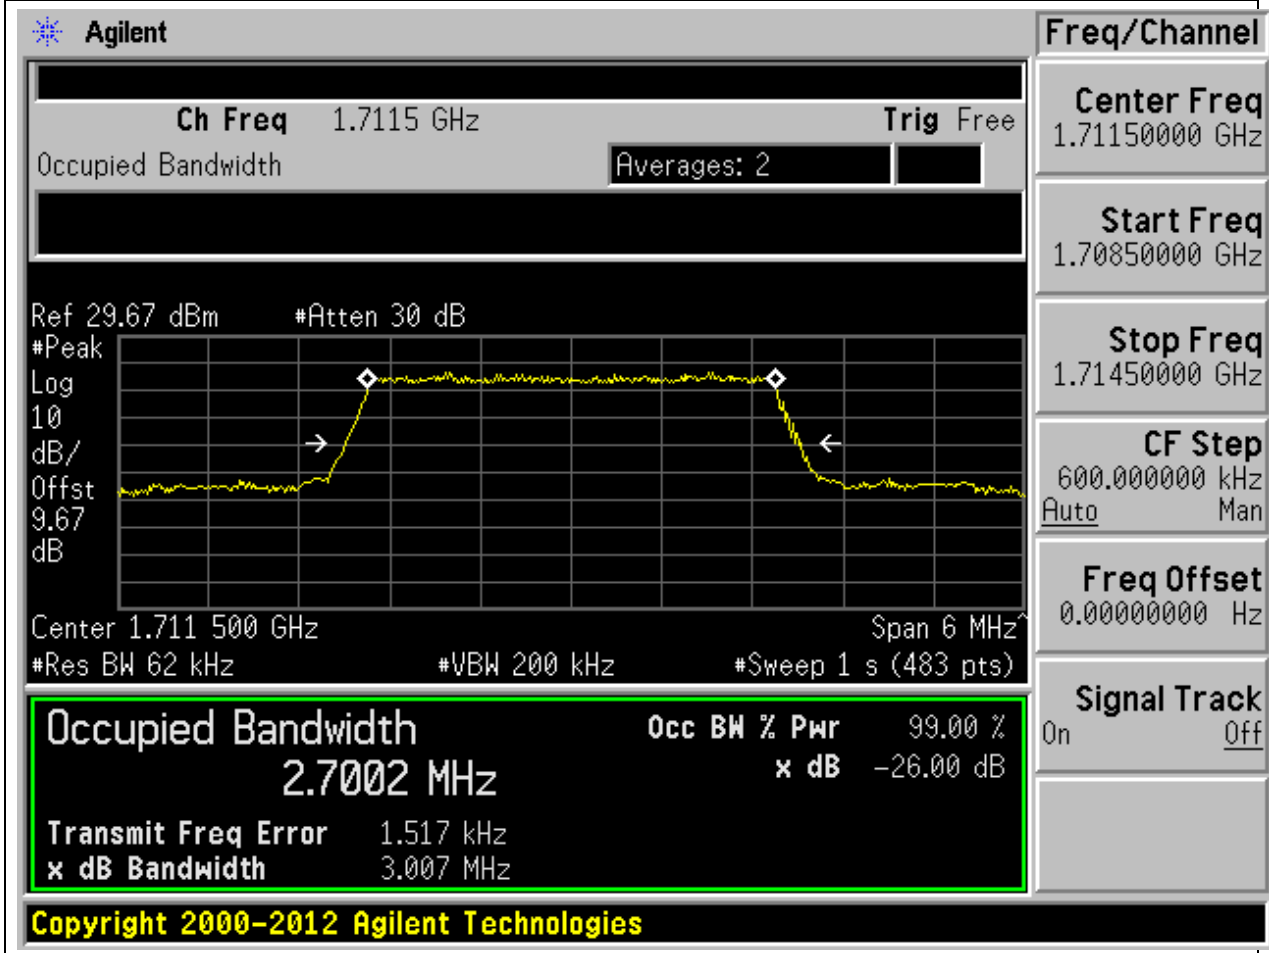 Agilent
Freq/Channel
Ch Freq 1.7115 GHz Trig Free
Occupied Bandwidth Averages: 2
Center Freq
1.71150000 GHz
Start Freq
1.70850000 GHz
Stop Freq
1.71450000 GHz
CF Step
600.000000 kHz
Auto Man
Freq Offset
0.00000000 Hz
Signal Track
On Off
Ref 29.67 dBm #Atten 30 dB
#Peak
Log
10
dB/
Offst
9.67
dB
Center 1.711 500 GHz Span 6 MHz^
#Res BW 62 kHz #VBW 200 kHz #Sweep 1 s (483 pts)
Occupied Bandwidth Occ BW % Pwr 99.00 %
2.7002 MHz x dB -26.00 dB
Transmit Freq Error 1.517 kHz
x dB Bandwidth 3.007 MHz
Copyright 2000-2012 Agilent Technologies